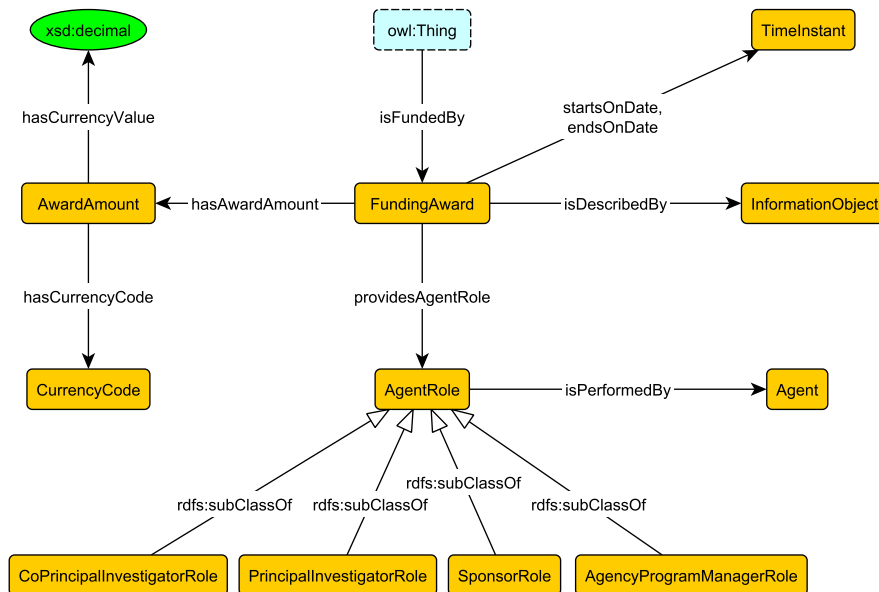 xsd:decimal
owl:Thing
TimeInstant
hasCurrencyValue
isFundedBy
startsOnDate,
endsOnDate
AwardAmount
hasAwardAmount
FundingAward
isDescribedBy
InformationObject
hasCurrencyCode
providesAgentRole
CurrencyCode
AgentRole
isPerformedBy
Agent
rdfs:subClassOf
rdfs:subClassOf
rdfs:subClassOf
rdfs:subClassOf
CoPrincipalInvestigatorRole
PrincipalInvestigatorRole
SponsorRole
AgencyProgramManagerRole